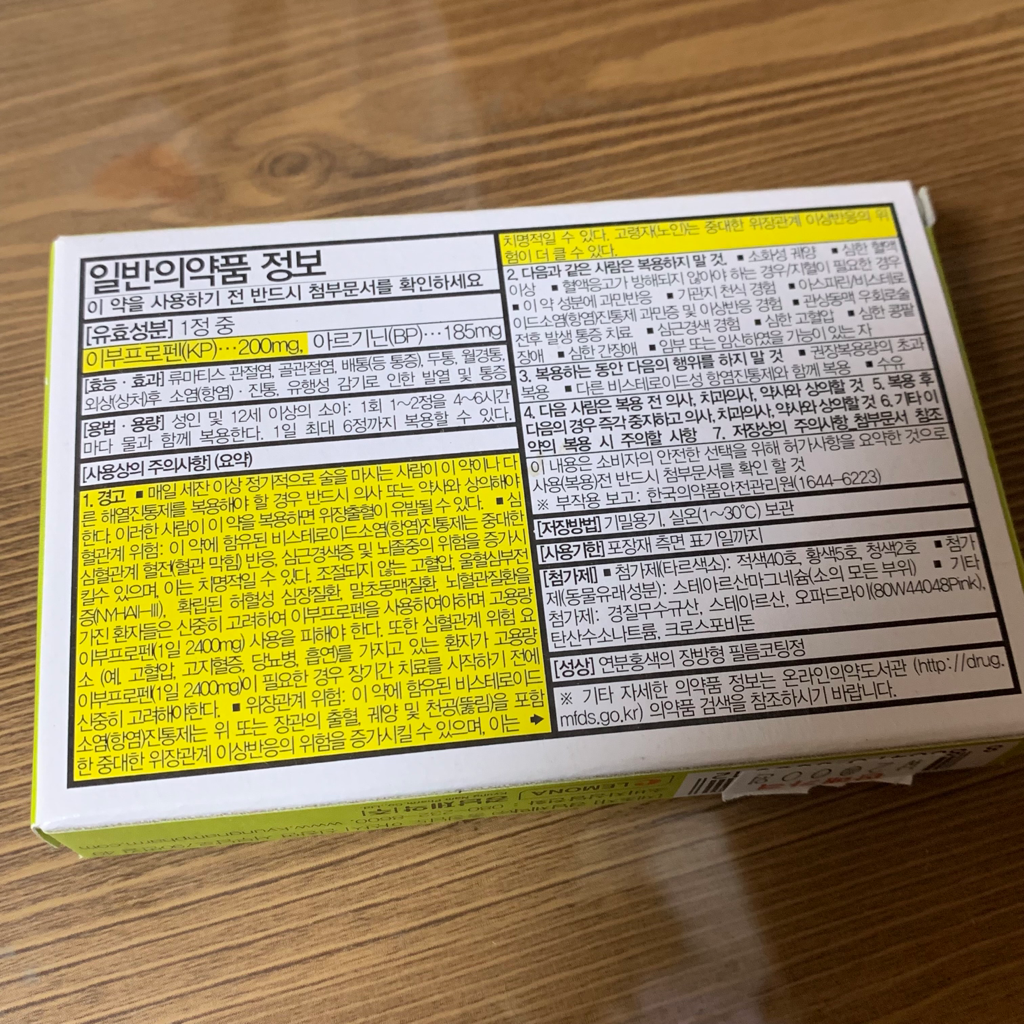 일반의약품 정보
이 약을 사용하기 전 반드시 첨부문서를 확인하세요
[유효성분] 1정 중
이부프로펜(KP)…200mg, 아르기닌(BP)…185mg
[효능·효과] 류마티스 관절염, 골관절염, 배통(등 통증), 두통, 월경통,
외생(상처)후 소염(항염)·진통, 유행성 감기로 인한 발열 및 통증
[용법·용량] 성인 및 12세 이상의 소아: 1회 1~2정을 4~6시간
마다 물과 함께 복용한다. 1일 최대 6정까지 복용할 수 있다.
[사용상의 주의사항] (요약)
1. 경고 ▪ 매일 세잔 이상 정기적으로 술을 마시는 사람이 이 약이나 다
른 해열진통제를 복용해야 할 경우 반드시 의사 또는 약사와 상의해야
한다. 이러한 사람이 이 약을 복용하면 위장출혈이 유발될 수 있다. ▪ 심
혈관계 위험: 이 약에 함유된 비스테로이드소염(항염)진통제는 중대한
심혈관계 혈전(혈관 막힘) 반응, 심근경색증 및 뇌졸중의 위험을 증가시
킬수 있으며, 이는 치명적일 수 있다. 조절되지 않는 고혈압, 울혈심부전
증(NYHAII-III), 확립된 허혈성 심장질환 말초동맥질환, 뇌혈관질환을
가진 환자들은 신중히 고려하여 이부프로펜을 사용하여야하며 고용량
이부프로펜(1일 2400mg) 사용을 피해야 한다. 또한 심혈관계 위험 요
소 (예, 고혈압, 고지혈증, 당뇨병, 흡연)를 가지고 있는 환자가 고용량
이부프로펜(1일 2400mg)이 필요한 경우 장기간 치료를 시작하기 전에
신중히 고려해야한다. ▪ 위장관계 위험: 이 약에 함유된 비스테로이드
소염(항염)진통제는 위 또는 장관의 출혈, 궤양 및 천공(뚫림)을 포함
한 중대한 위장관계 이상반응의 위험을 증가시킬 수 있으며, 이는 ➡
치명적일 수 있다. 고령자(노인)는 중대한 위장관계 이상반응의 위
험이 더 클 수 있다.
2. 다음과 같은 사람은 복용하지 말 것. ▪ 소화성 궤양 ▪ 심한 혈액
이상 ▪ 혈액응고가 방해되지 않아야 하는 경우/지혈이 필요한 경우
▪ 이 약 성분에 과민반응 ▪ 기관지 천식 경험 ▪ 아스피린/비스테로
이드소염(항염)진통제 과민증 및 이상반응 경험 ▪ 관상동맥 우회로술
전후 발생 통증 치료 ▪ 심근경색 경험 ▪ 심한 고혈압 ▪ 심한 콩팥
장애 ▪ 심한 간장애 ▪ 임부 또는 임신하였을 가능성이 있는 자
3. 복용하는 동안 다음의 행위를 하지 말 것 ▪ 권장복용량의 초과
복용 ▪ 다른 비스테로이드성 항염진통제와 함께 복용 ▪ 수유
4. 다음 사람은 복용 전 의사, 치과의사, 약사와 상의할 것 5. 복용 후
다음의 경우 즉각 중지하고 의사, 치과의사, 약사와 상의할 것 6. 기타 이
약의 복용 시 주의할 사항 7. 저장상의 주의사항 첨부문서 참조
이 내용은 소비자의 안전한 선택을 위해 허가사항을 요약한 것으로
사용(복용)전 반드시 첨부문서를 확인 할 것
※ 부작용 보고: 한국의약품안전관리원(1644-6223)
[저장방법] 기밀용기, 실온(1~30℃) 보관
[사용기한] 포장재 측면 표기일까지
[첨가제] ▪ 첨가제(타르색소): 적색40호, 황색5호, 청색2호 ▪ 첨가
제(동물유래성분): 스테아르산마그네슘(소의 모든 부위) ▪ 기타
첨가제: 경질무수규산, 스테아르산, 오파드라이(80W44048Pink),
탄산수소나트륨, 크로스포비돈
[성상] 연분홍색의 장방형 필름코팅정
※ 기타 자세한 의약품 정보는 온라인의약도서관 (http://drug.
mfds.go.kr) 의약품 검색을 참조하시기 바랍니다.
LEMONA
경남제약(주)